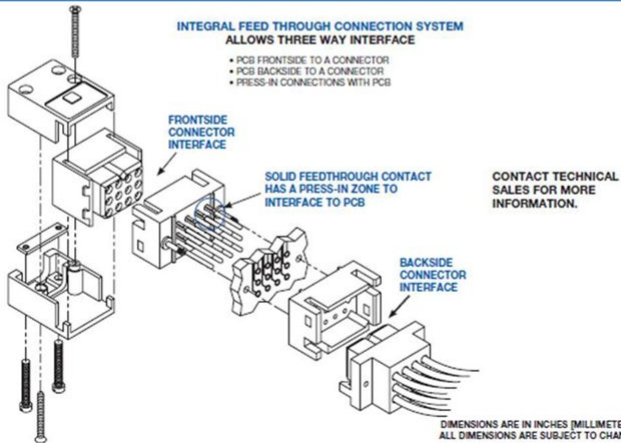 INTEGRAL FEED THROUGH CONNECTION SYSTEM
ALLOWS THREE WAY INTERFACE
• PCB FRONTSIDE TO A CONNECTOR
• PCB BACKSIDE TO A CONNECTOR
• PRESS-IN CONNECTIONS WITH PCB
FRONTSIDE
CONNECTOR
INTERFACE
SOLID FEEDTHROUGH CONTACT
HAS A PRESS-IN ZONE TO
INTERFACE TO PCB
CONTACT TECHNICAL
SALES FOR MORE
INFORMATION.
BACKSIDE
CONNECTOR
INTERFACE
DIMENSIONS ARE IN INCHES [MILLIMETE
ALL DIMENSIONS ARE SUBJECT TO CHAN